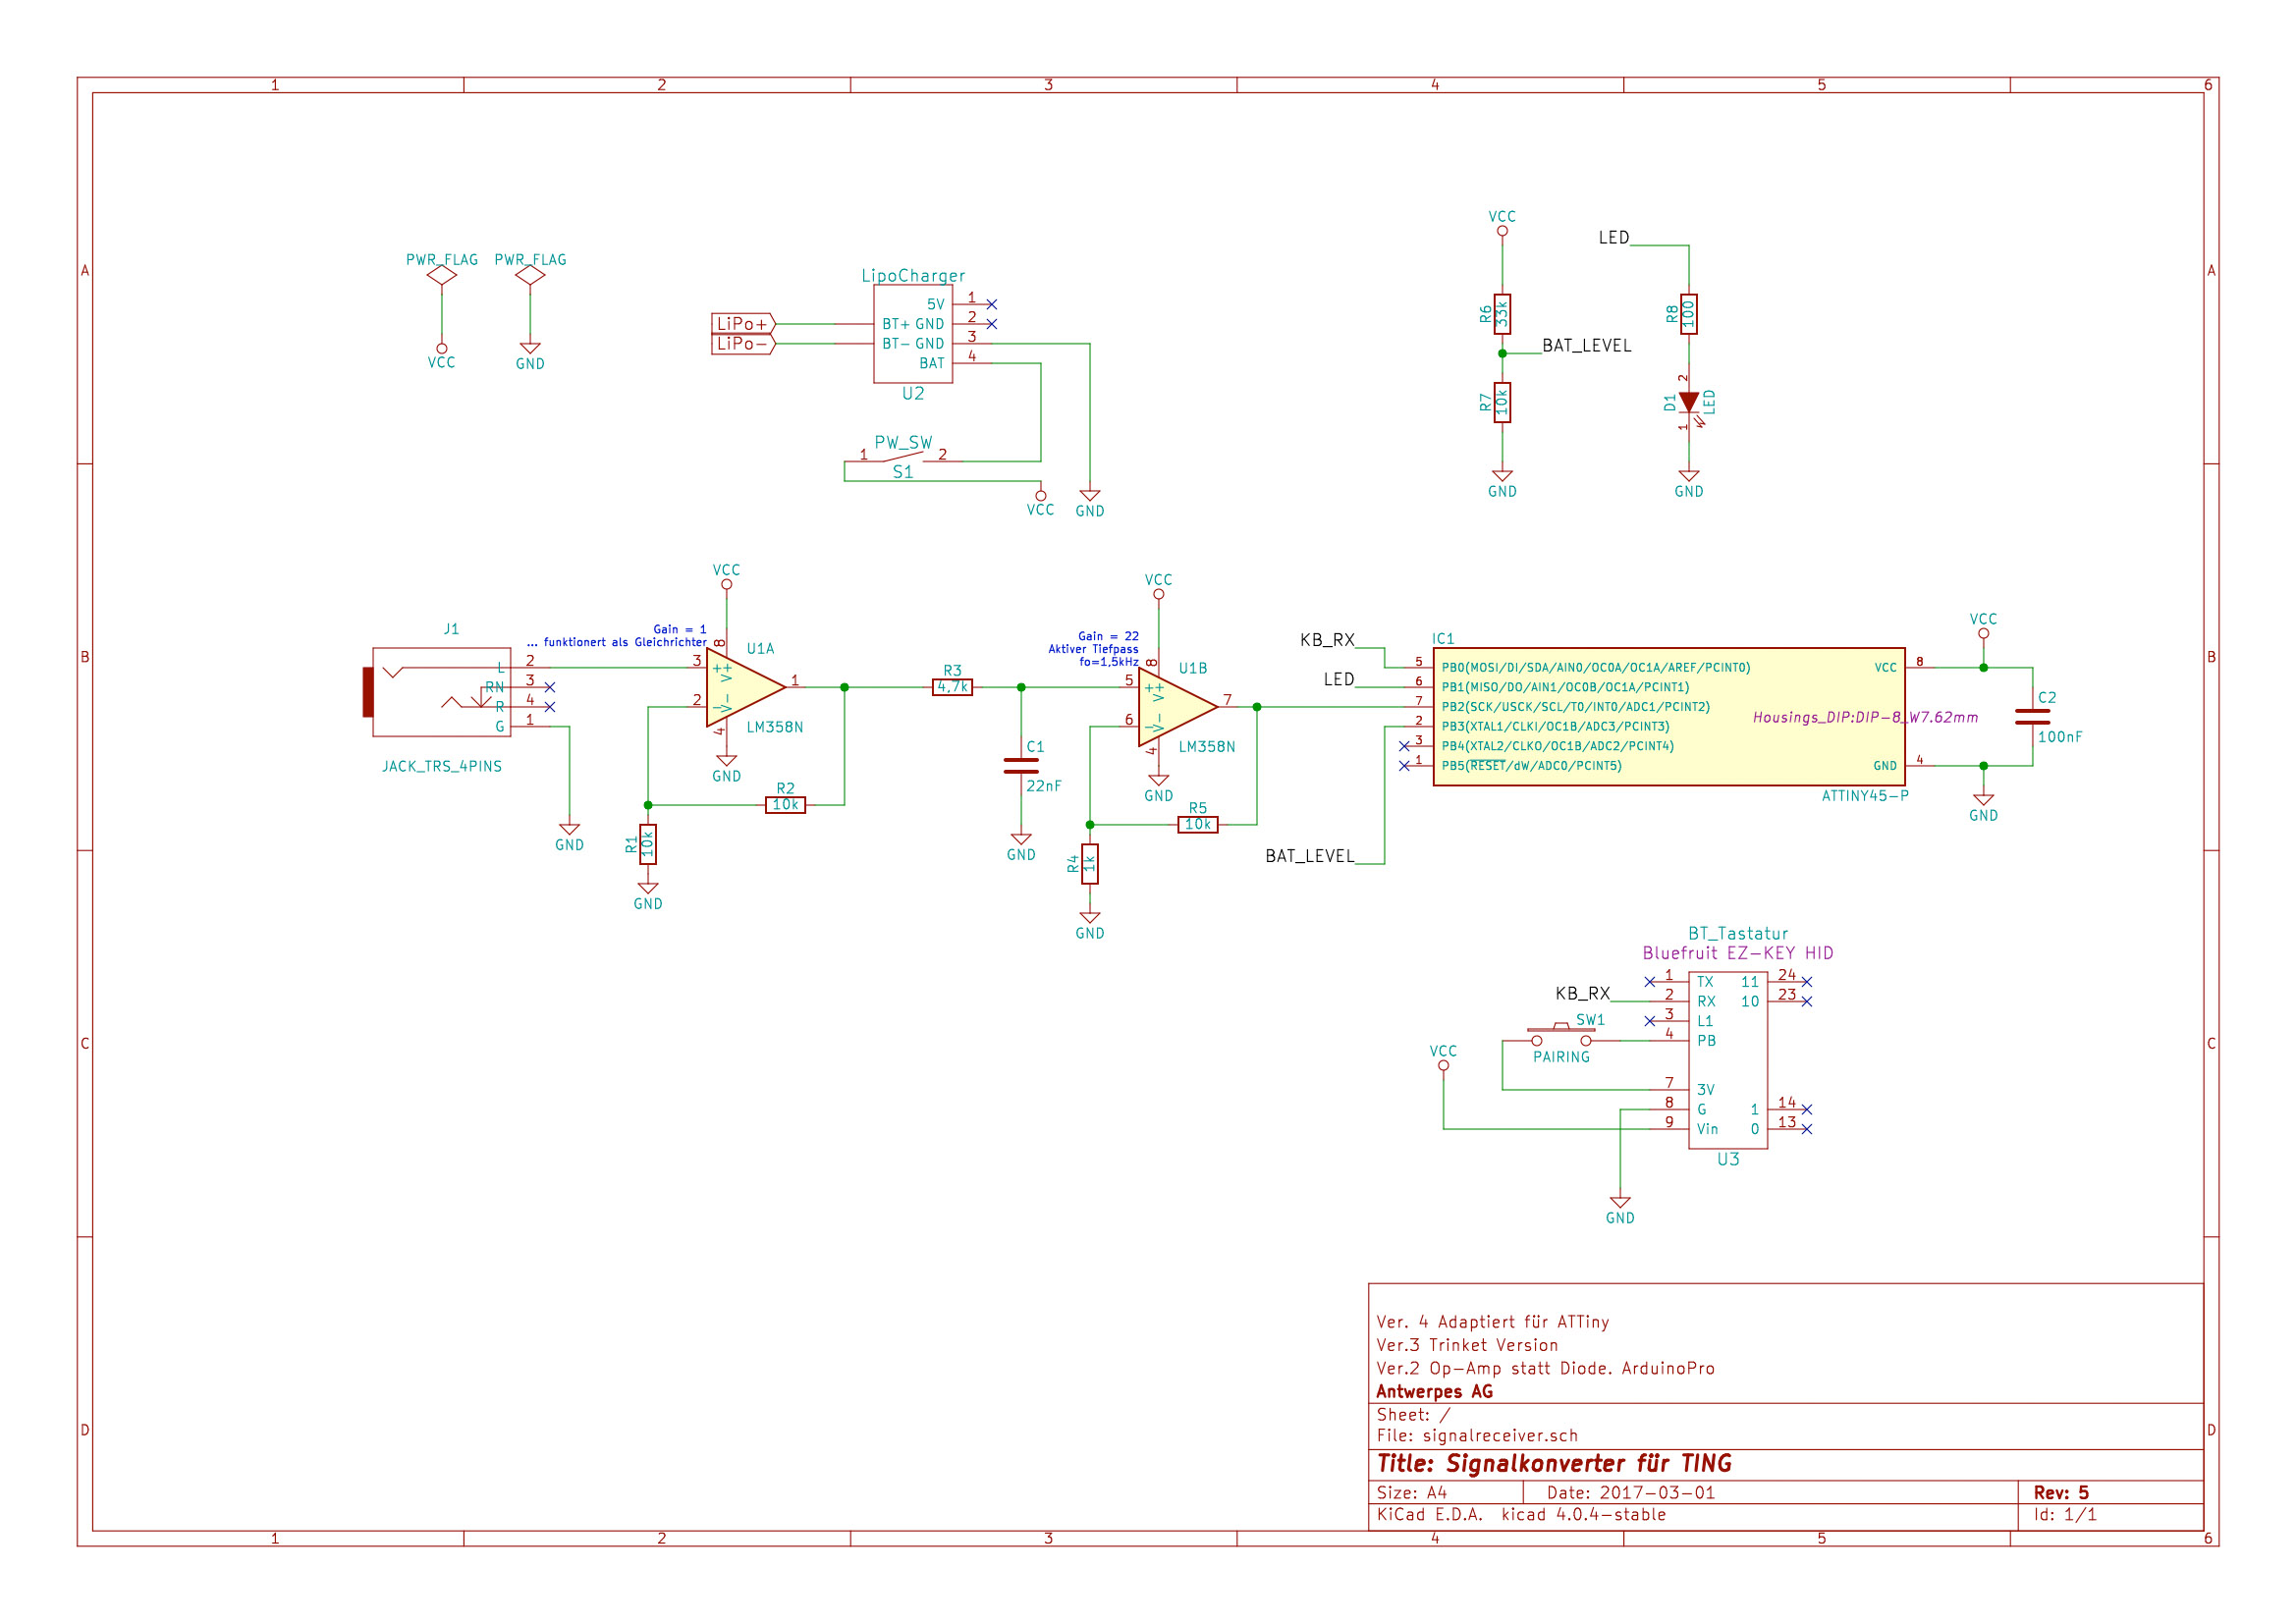 1 2 3 4 5 6
A
A
VCC
LED
PWR_FLAG PWR_FLAG
LipoCharger
5V 1
LiPo+ BT+ GND 2
LiPo- BT- GND 3
BAT 4
U2
VCC
GND
R6 33k
R8 100
BAT_LEVEL
R7 10k
2
D1 LED
1
GND
GND
PW_SW
1 2
S1
VCC
GND
B
B
VCC
VCC
VCC
Gain = 1
... funktionert als Gleichrichter
J1
L 2
RN 3
R 4
G 1
JACK_TRS_4PINS
GND
8
U1A
3 + V+
2 - V-
1
4
LM358N
GND
R2
10k
R1 10k
GND
R3
4,7k
C1
22nF
GND
Gain = 22
Aktiver Tiefpass
fo=1,5kHz
8
U1B
5 + V+
6 - V-
7
4
LM358N
GND
R5
10k
R4 1k
GND
KB_RX
LED
BAT_LEVEL
IC1
5 PB0(MOSI/DI/SDA/AIN0/OC0A/OC1A/AREF/PCINT0) VCC 8
6 PB1(MISO/DO/AIN1/OC0B/OC1A/PCINT1)
7 PB2(SCK/USCK/SCL/T0/INT0/ADC1/PCINT2)
Housings_DIP:DIP-8_W7.62mm
2 PB3(XTAL1/CLKI/OC1B/ADC3/PCINT3)
3 PB4(XTAL2/CLKO/OC1B/ADC2/PCINT4)
1 PB5(RESET/dW/ADC0/PCINT5) GND 4
ATTINY45-P
C2
100nF
GND
C
C
BT_Tastatur
Bluefruit EZ-KEY HID
1 TX 11 24
KB_RX 2 RX 10 23
SW1 3 L1
4 PB
PAIRING
VCC
7 3V
8 G 1 14
9 Vin 0 13
U3
GND
D
D
Ver. 4 Adaptiert für ATTiny
Ver.3 Trinket Version
Ver.2 Op-Amp statt Diode. ArduinoPro
Antwerpes AG
Sheet: /
File: signalreceiver.sch
Title: Signalkonverter für TING
Size: A4 Date: 2017-03-01 Rev: 5
KiCad E.D.A. kicad 4.0.4-stable Id: 1/1
1 2 3 4 5 6